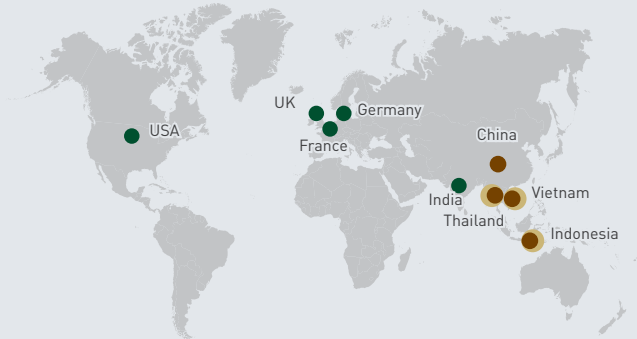 UK
Germany
USA
China
France
India
Vietnam
Thailand
Indonesia